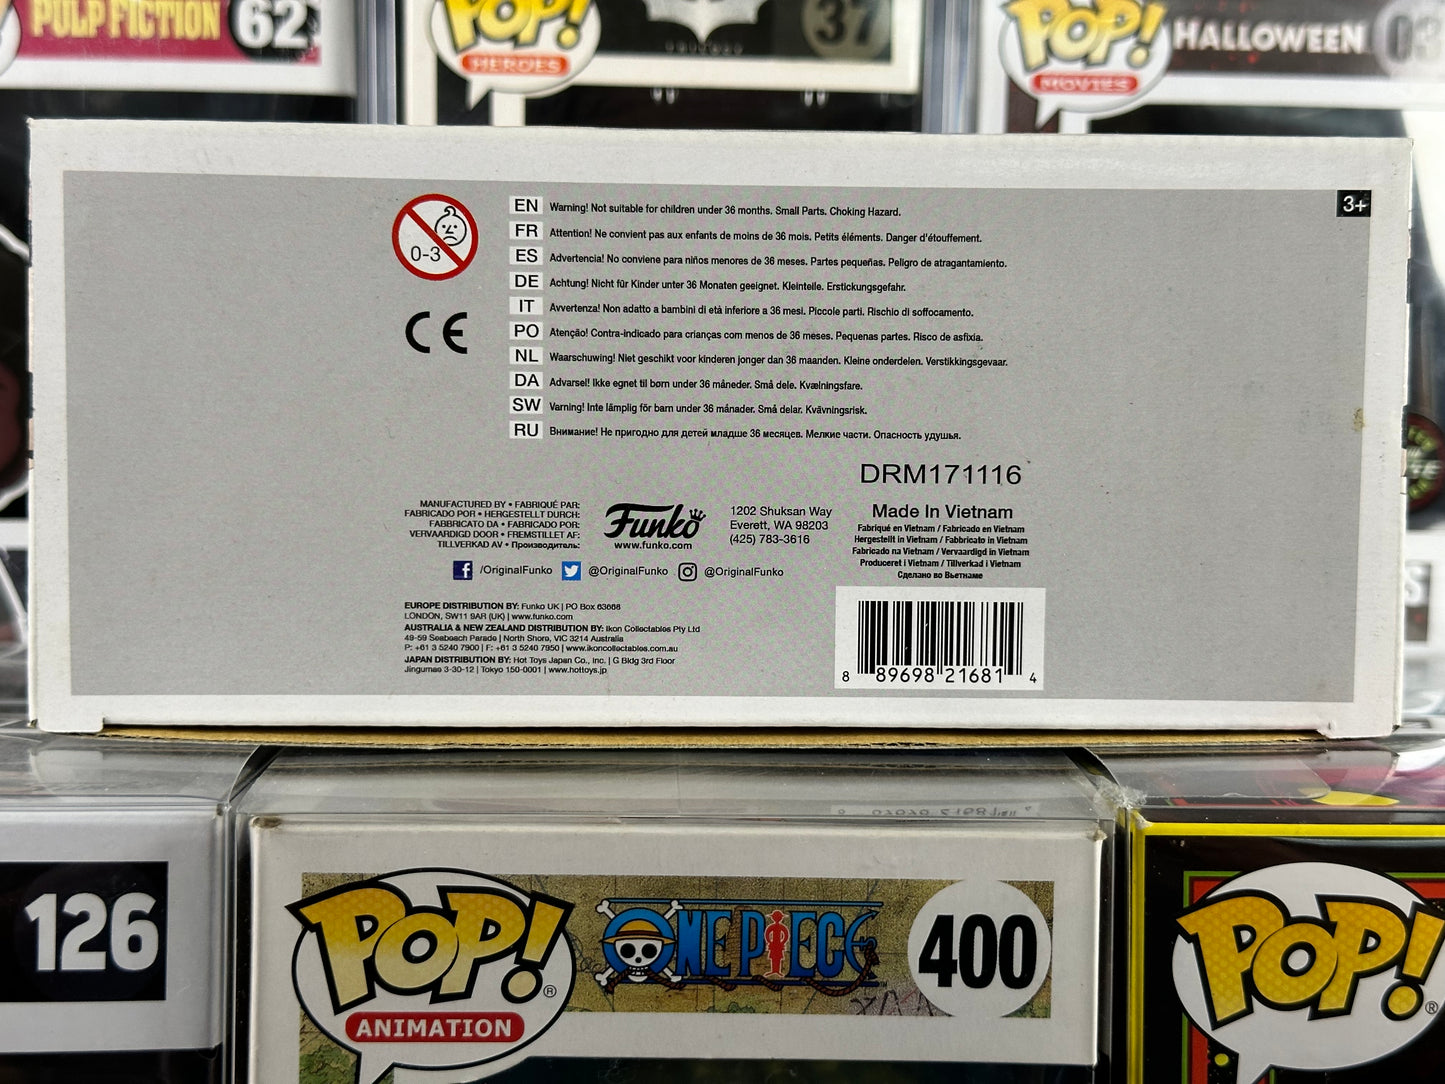 PULP FICTION 62
POP!
HEROES
37
POP!
MOVIES
HALLOWEEN 03
3+
0-3
CE
EN Warning! Not suitable for children under 36 months. Small Parts. Choking Hazard.
FR Attention! Ne convient pas aux enfants de moins de 36 mois. Petits éléments. Danger d'étouffement.
ES Advertencia! No conviene para niños menores de 36 meses. Partes pequeñas. Peligro de atragantamiento.
DE Achtung! Nicht für Kinder unter 36 Monaten geeignet. Kleinteile. Erstickungsgefahr.
IT Avvertenza! Non adatto a bambini di età inferiore a 36 mesi. Piccole parti. Rischio di soffocamento.
PO Atenção! Contra-indicado para crianças com menos de 36 meses. Pequenas partes. Risco de asfixia.
NL Waarschuwing! Niet geschikt voor kinderen jonger dan 36 maanden. Kleine onderdelen. Verstikkingsgevaar.
DA Advarsel! Ikke egnet til børn under 36 måneder. Små dele. Kvælningsfare.
SW Varning! Inte lämplig för barn under 36 månader. Små delar. Kvävningsrisk.
RU Внимание! Не пригодно для детей младше 36 месяцев. Мелкие части. Опасность удушья.
DRM171116
MANUFACTURED BY • FABRIQUÉ PAR:
FABRICADO POR • HERGESTELLT DURCH:
FABBRICATO DA • FABRICADO POR:
VERVAARDIGD DOOR • FREMSTILLET AF:
TILLVERKAD AV • Производитель:
Funko
www.funko.com
1202 Shuksan Way
Everett, WA 98203
(425) 783-3616
Made In Vietnam
Fabriqué en Vietnam / Fabricado en Vietnam
Hergestellt in Vietnam / Fabbricato in Vietnam
Fabricado na Vietnam / Vervaardigd in Vietnam
Produceret i Vietnam / Tillverkad i Vietnam
Сделано во Вьетнаме
/OriginalFunko @OriginalFunko @OriginalFunko
EUROPE DISTRIBUTION BY: Funko UK | PO Box 63668
LONDON, SW11 9AR (UK) | www.funko.com
AUSTRALIA & NEW ZEALAND DISTRIBUTION BY: Ikon Collectables Pty Ltd
49-59 Seabeach Parade | North Shore, VIC 3214 Australia
P: +61 3 5240 7900 | F: +61 3 5240 7950 | www.ikoncollectables.com.au
JAPAN DISTRIBUTION BY: Hot Toys Japan Co., Inc. | G Bldg 3rd Floor
Jingumae 3-30-12 | Tokyo 150-0001 | www.hottoys.jp
8 89698 21681 4
126
POP!®
ANIMATION
ONE PIECE
400
POP!®